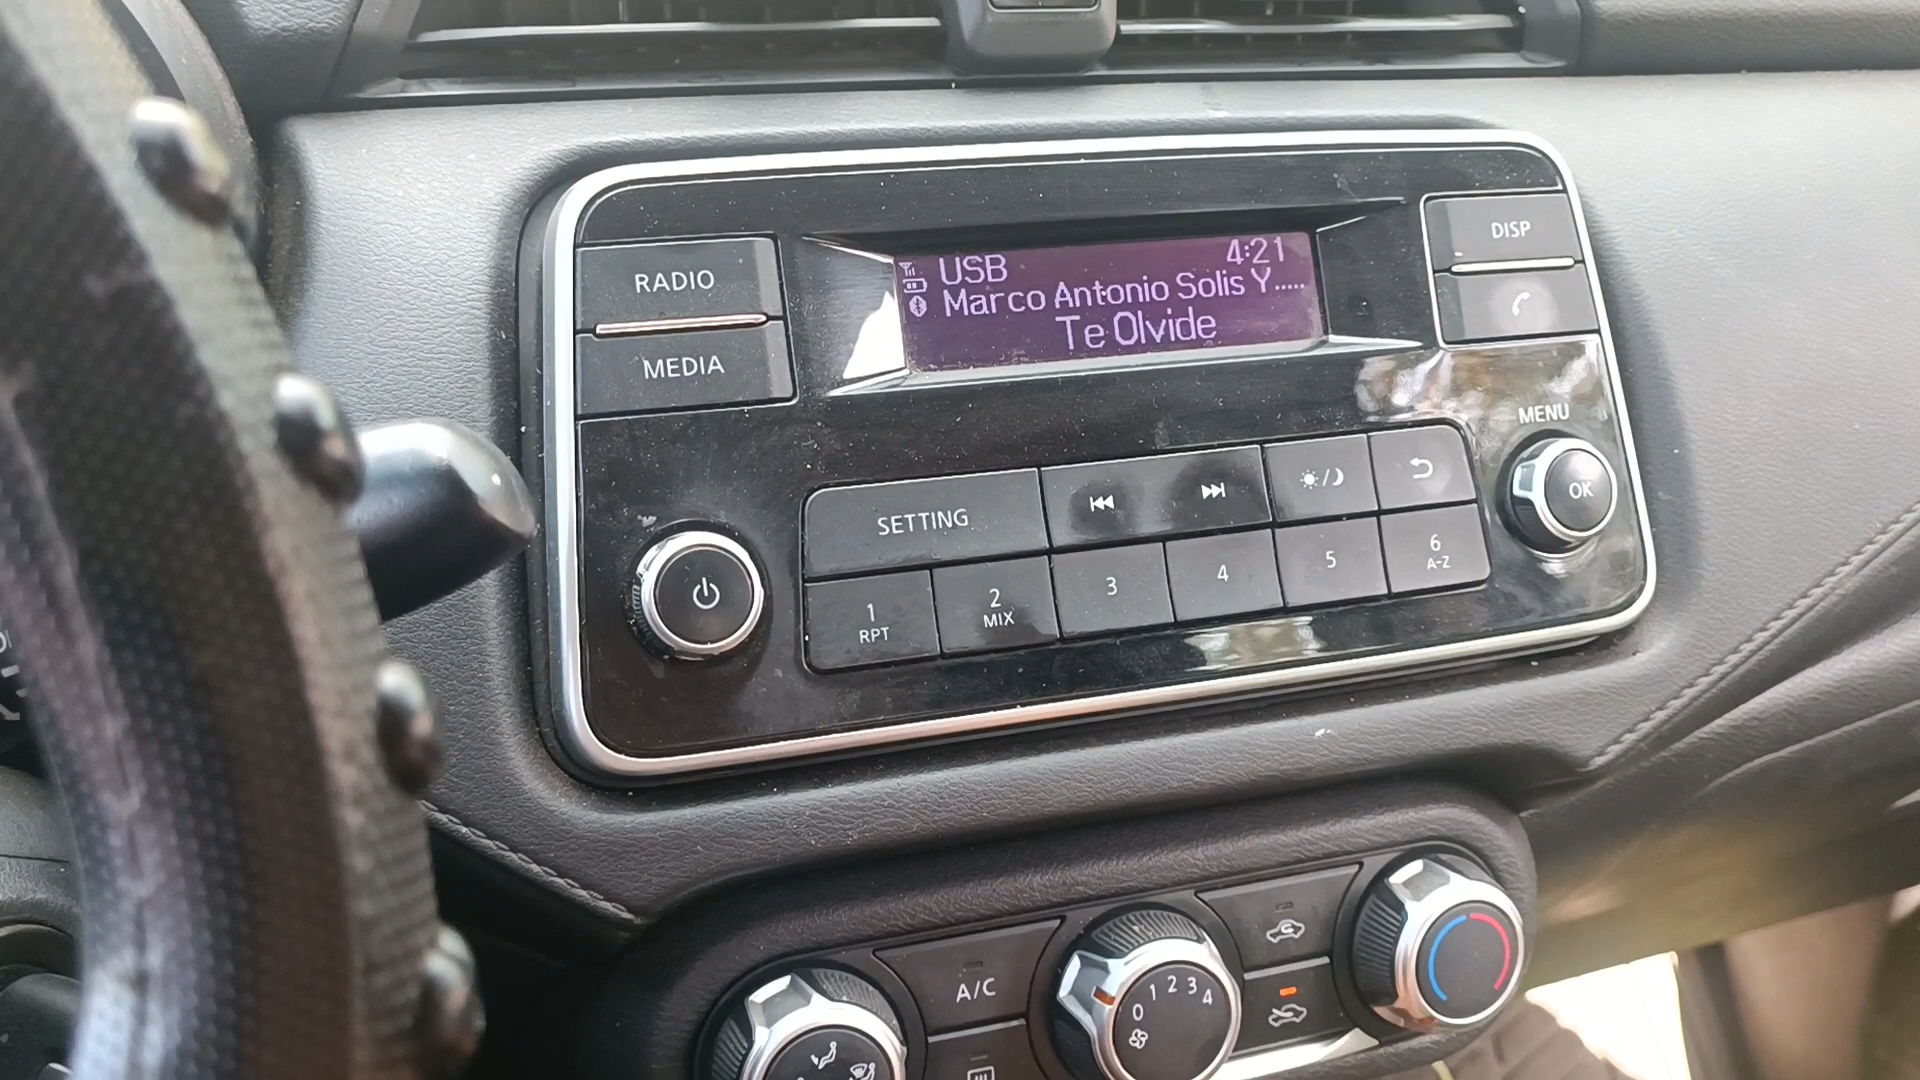 USB 4:21
Marco Antonio Solis Y.....
Te Olvide
RADIO
MEDIA
DISP
MENU
OK
SETTING
1
RPT
2
MIX
3
4
5
6
A-Z
A/C
0 1 2 3 4